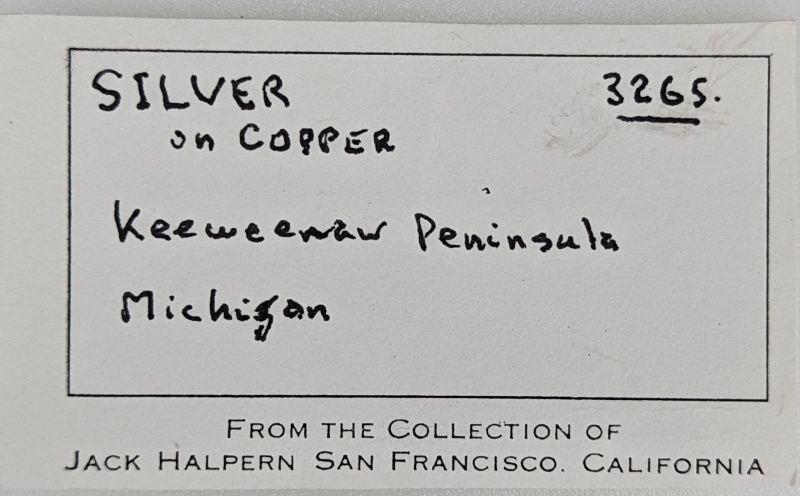 SILVER 3265.
on COPPER
Keeweenaw Peninsula
Michigan
FROM THE COLLECTION OF
JACK HALPERN SAN FRANCISCO. CALIFORNIA